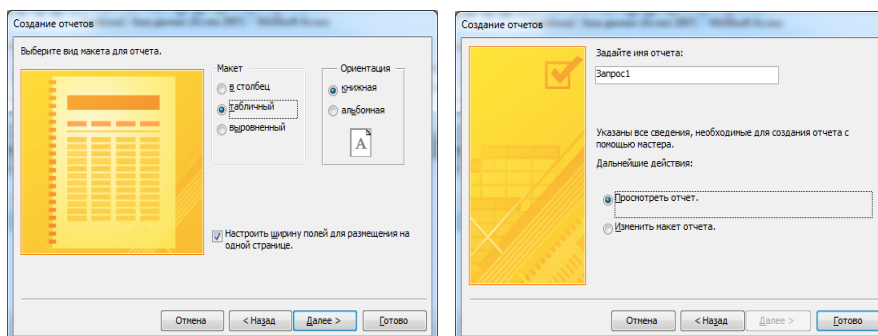 Создание отчетов
Выберите вид макета для отчета.
Макет
в столбец
табличный
выровненный
Ориентация
книжная
альбомная
A
Настроить ширину полей для размещения на
одной странице.
Отмена
< Назад
Далее >
Готово
Создание отчетов
Задайте имя отчета:
Запрос1
Указаны все сведения, необходимые для создания отчета с
помощью мастера.
Дальнейшие действия:
Просмотреть отчет.
Изменить макет отчета.
Отмена
< Назад
Далее >
Готово